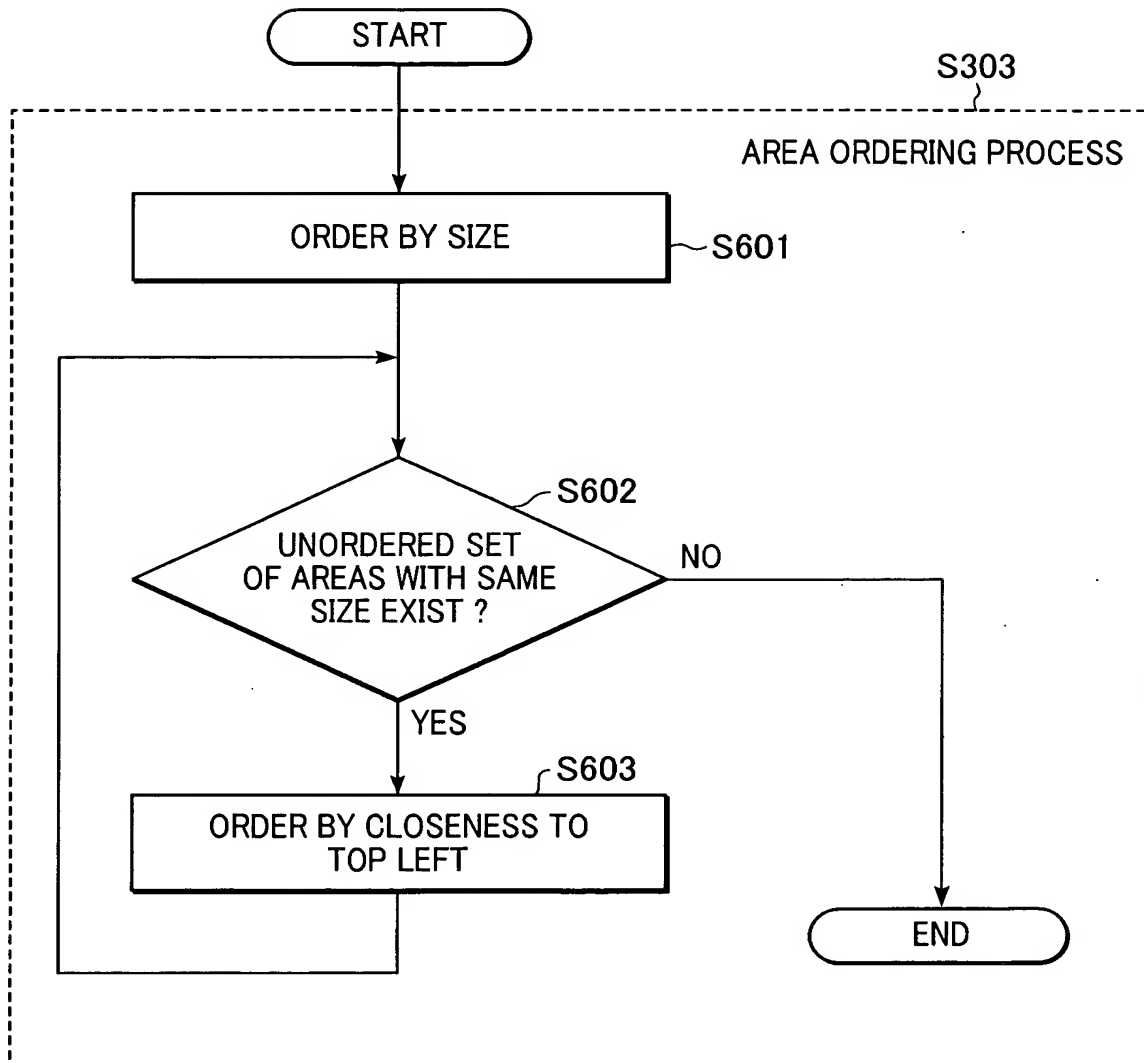 START
S303
AREA ORDERING PROCESS
ORDER BY SIZE
S601
S602
UNORDERED SET
OF AREAS WITH SAME
SIZE EXIST ?
NO
YES
S603
ORDER BY CLOSENESS TO
TOP LEFT
END